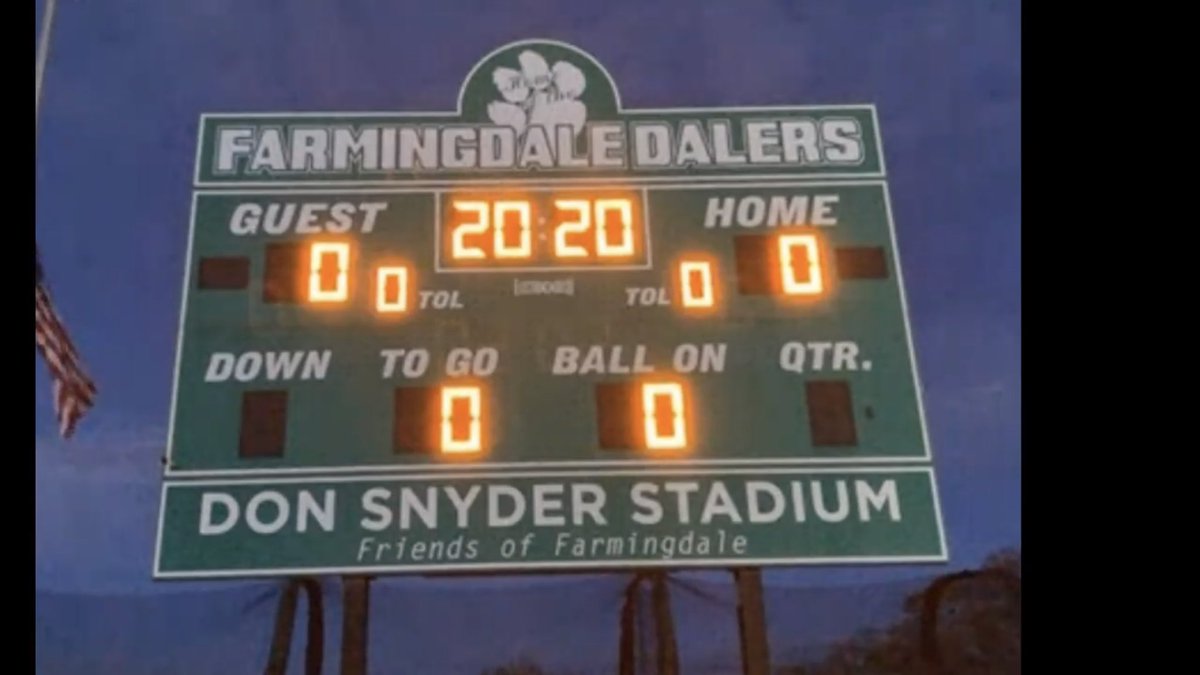 FARMINGDALE DALERS
GUEST 20:20 HOME
0 0 TOL TOL 0 0
DOWN TO GO BALL ON QTR.
0 0
DON SNYDER STADIUM
Friends of Farmingdale